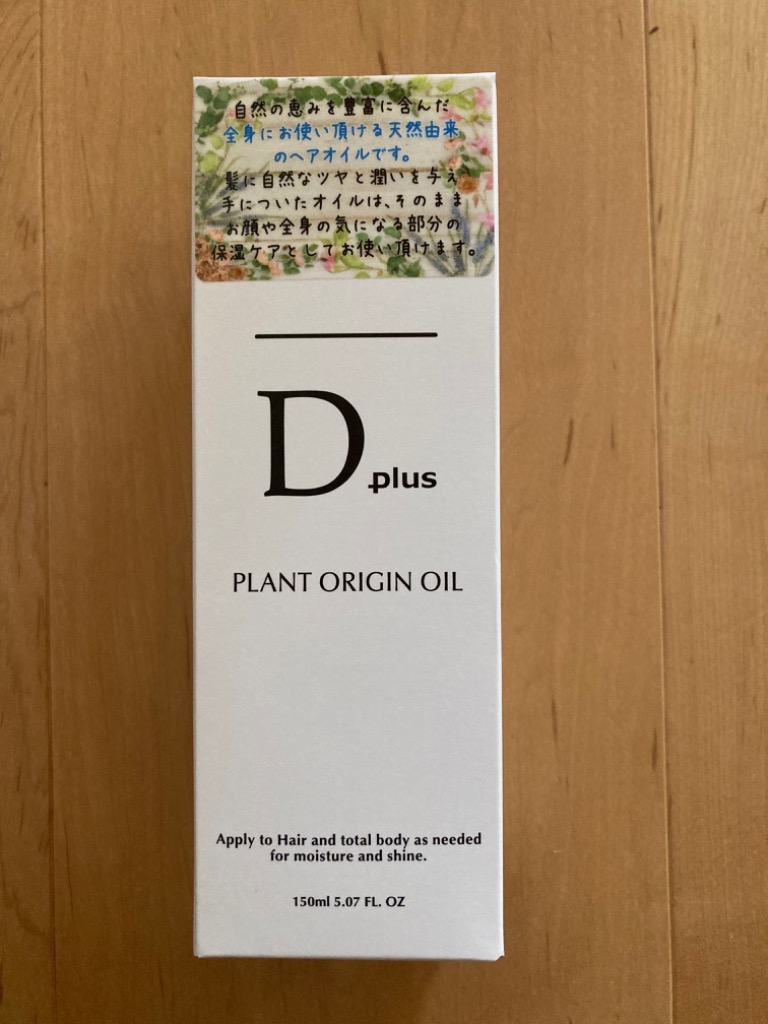 自然の恵みを豊富に含んだ
全身にお使い頂ける天然由来
のヘアオイルです。
髪に自然なツヤと潤いを与え
手についたオイルは、そのまま
お顔や全身の気になる部分の
保湿ケアとしてお使い頂けます。
D plus
PLANT ORIGIN OIL
Apply to Hair and total body as needed
for moisture and shine.
150ml 5.07 FL. OZ